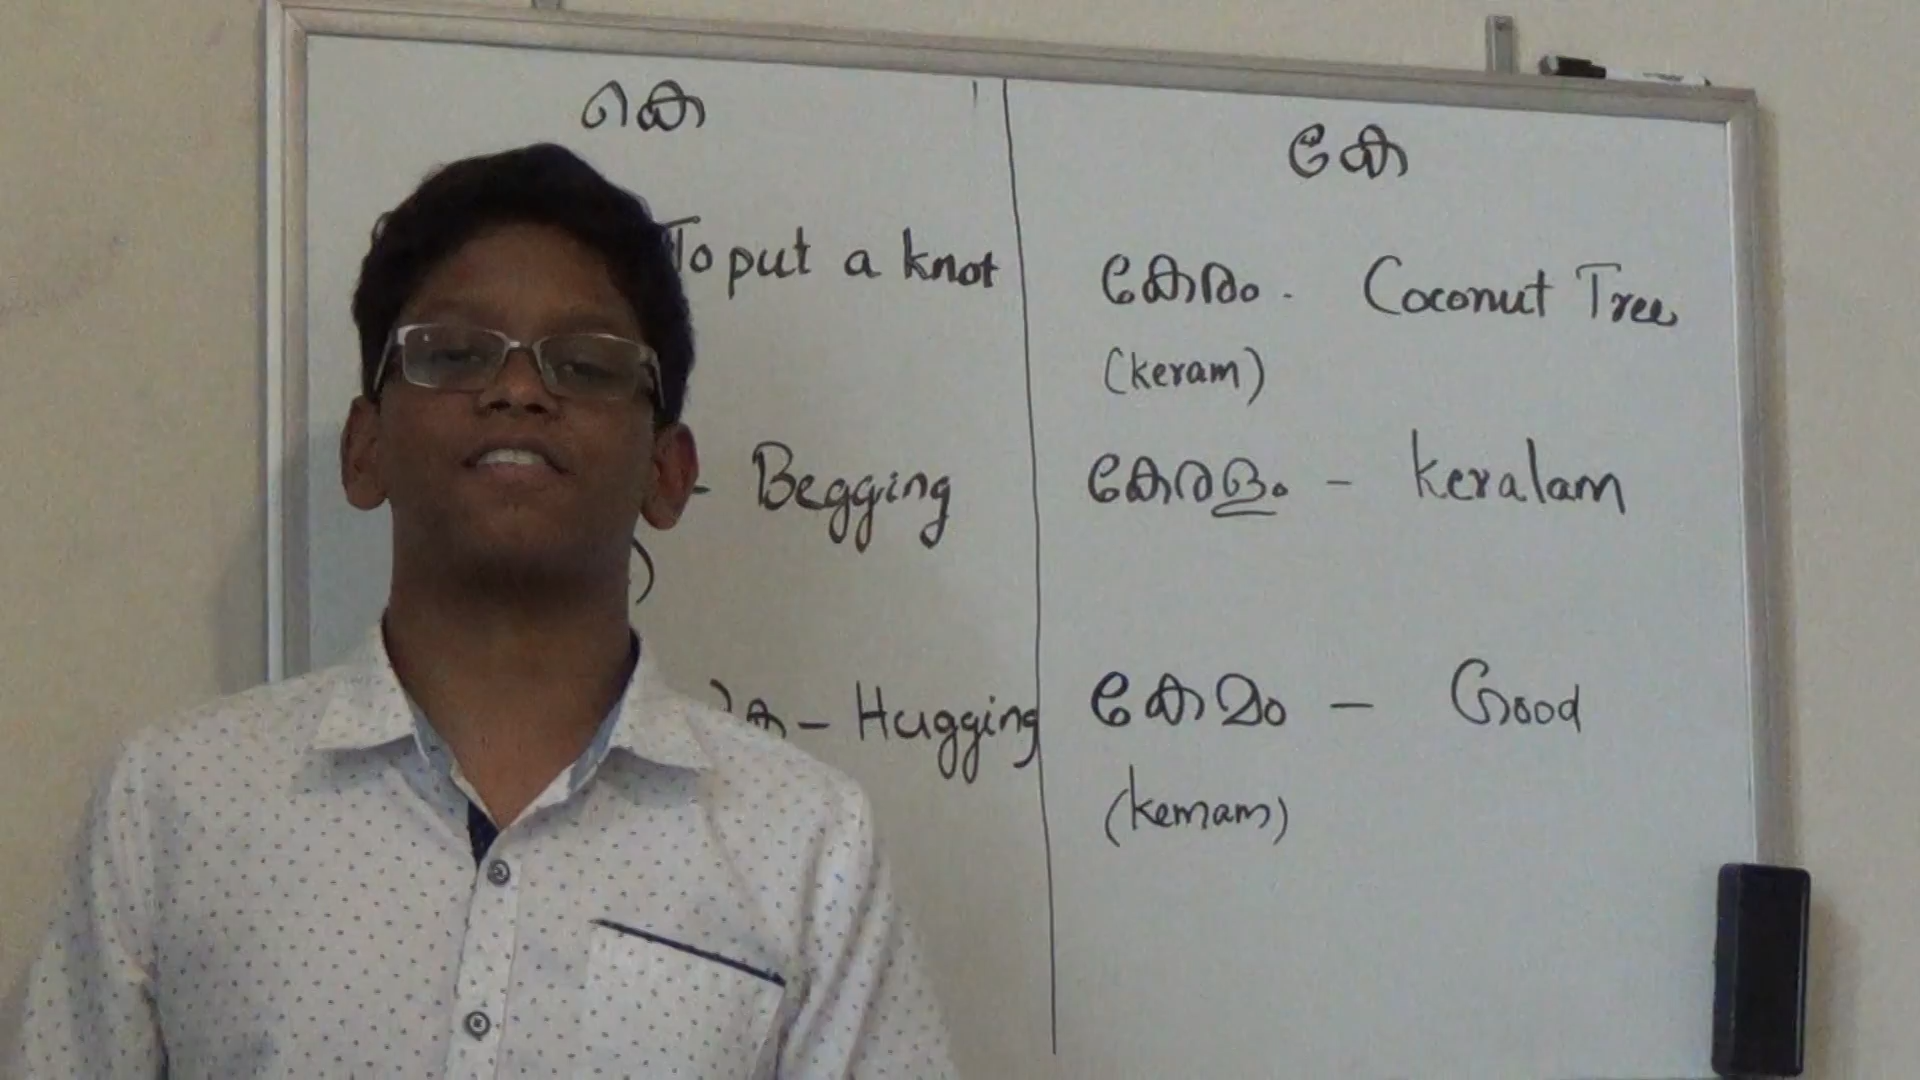 കെ
To put a knot
- Begging
- Hugging
കേ
കേരം - Coconut Tree
(keram)
കേരളം - keralam
കേമം - Good
(kemam)